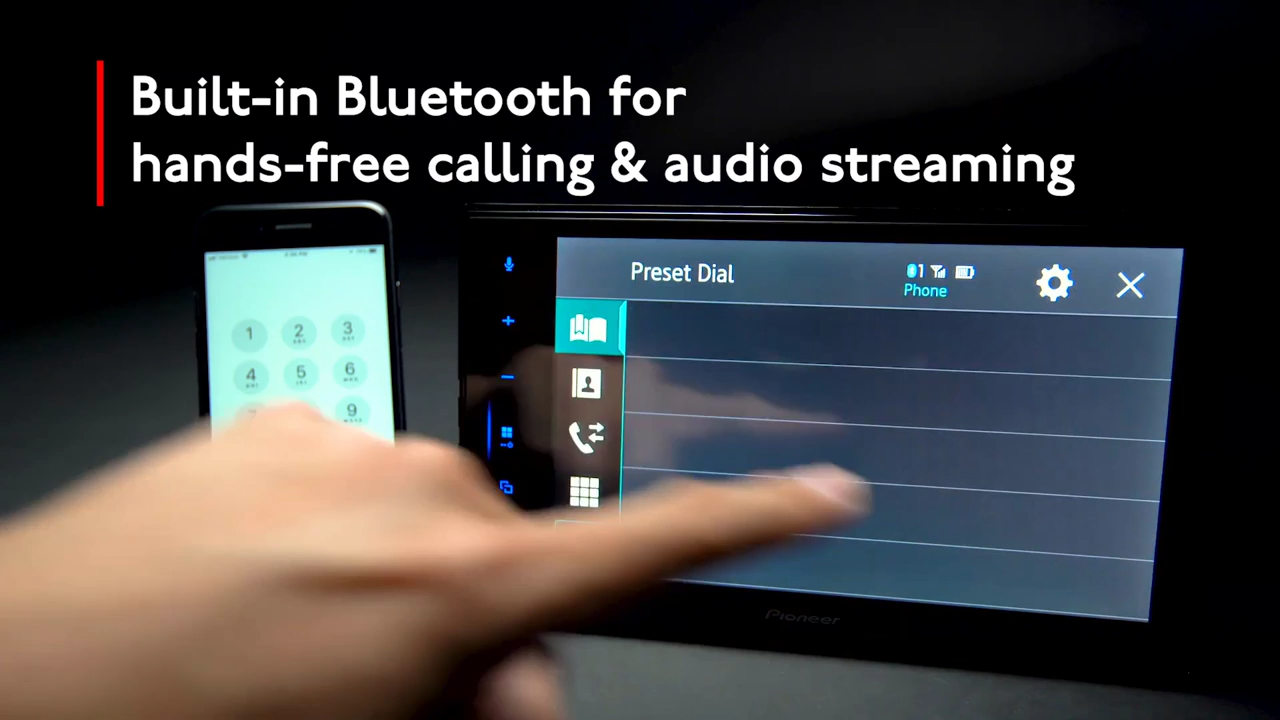 Built-in Bluetooth for
hands-free calling & audio streaming
Preset Dial
1
Phone
1 2 3
4 5 6
9
Pioneer